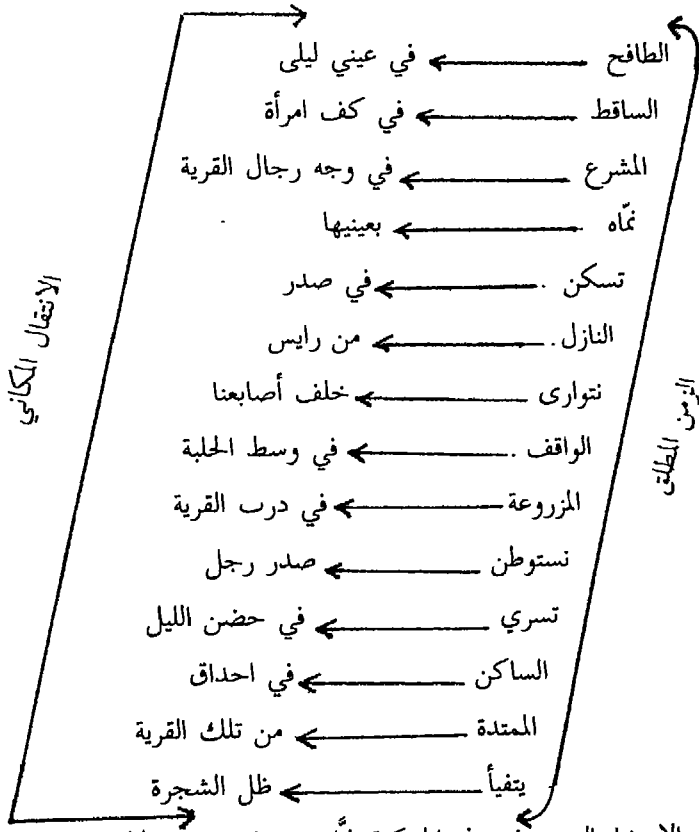 الطافح في عيني ليلى
الساقط في كف امرأة
المشرع في وجه رجال القرية
نمّاه بعينيها
تسكن . في صدر
النازل . من رايس
نتوارى خلف أصابعنا
الواقف . في وسط الحلبة
المزروعة في درب القرية
نستوطن صدر رجل
تسري في حضن الليل
الساكن في احداق
الممتدة من تلك القرية
يتفيأ ظل الشجرة
الزمن المطلق
الانتقال المكاني